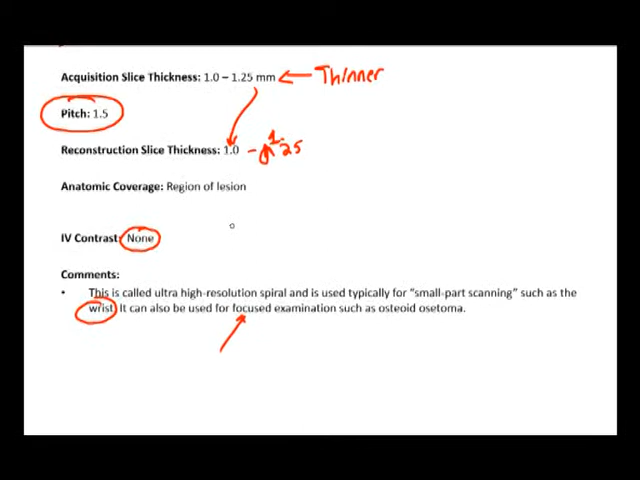 Acquisition Slice Thickness: 1.0 – 1.25 mm ← Thinner
Pitch: 1.5
Reconstruction Slice Thickness: 1.0 - 1.25
Anatomic Coverage: Region of lesion
IV Contrast: None
Comments:
• This is called ultra high-resolution spiral and is used typically for “small-part scanning” such as the
wrist. It can also be used for focused examination such as osteoid osetoma.